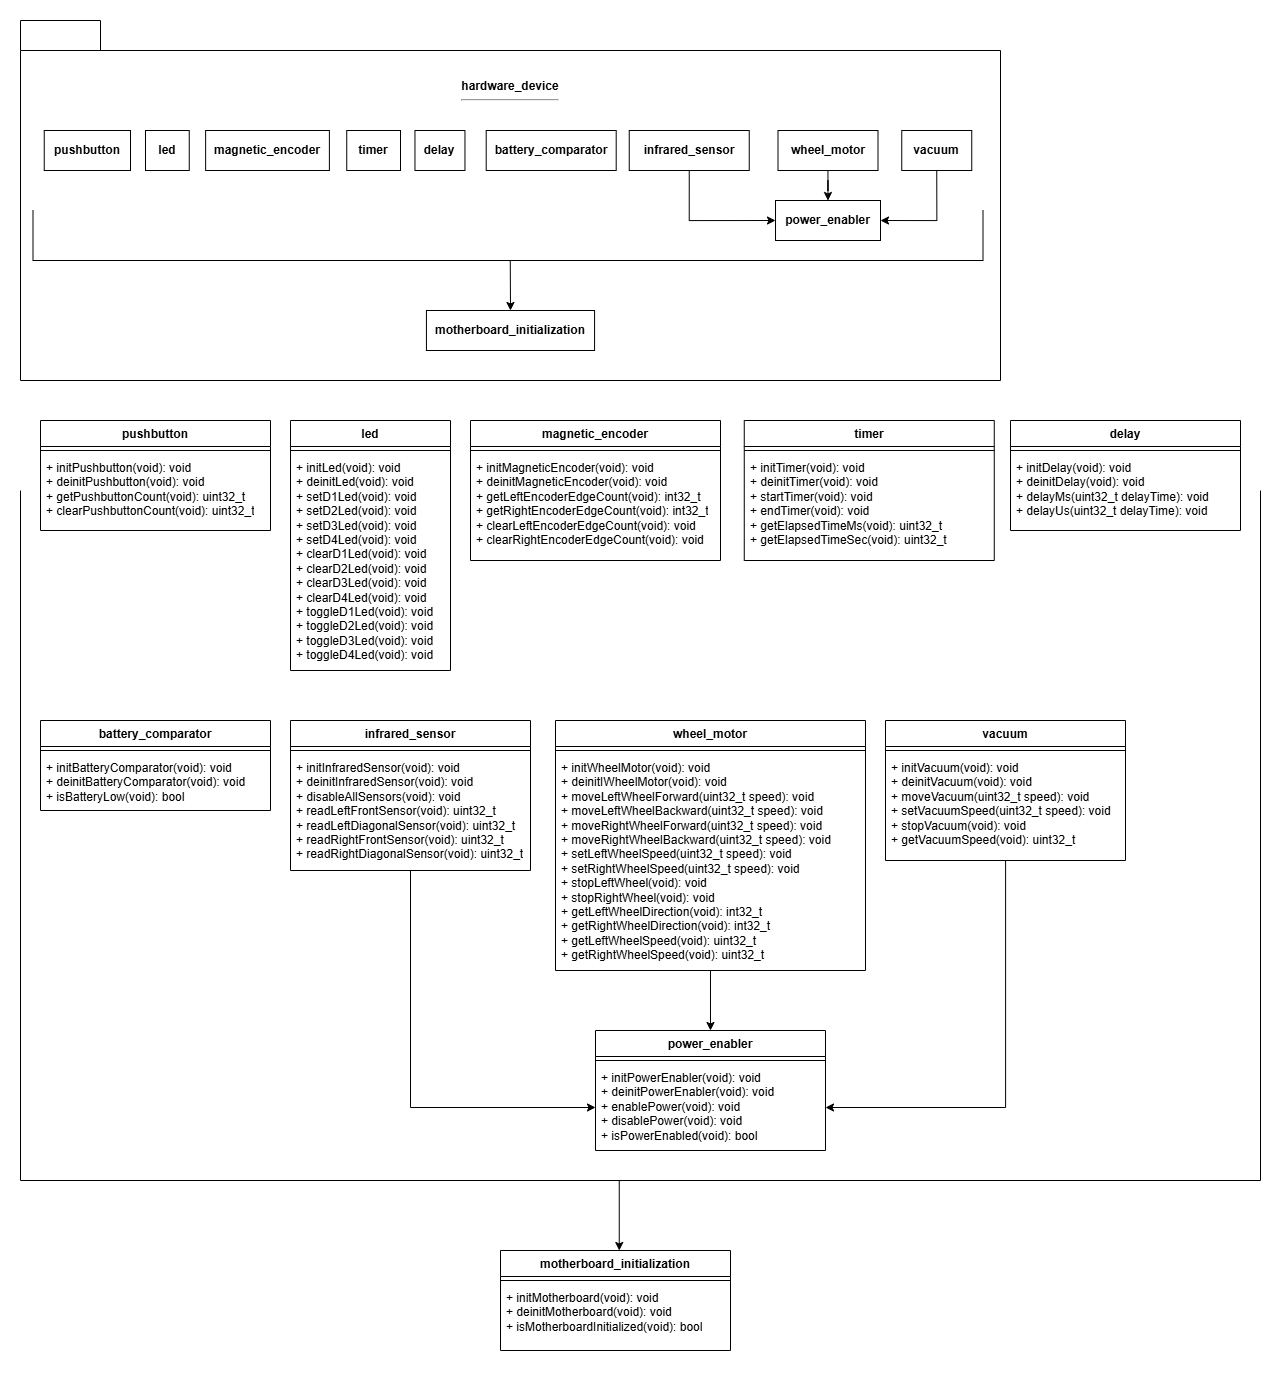 hardware_device
pushbutton
led
magnetic_encoder
timer
delay
battery_comparator
infrared_sensor
wheel_motor
vacuum
power_enabler
motherboard_initialization
pushbutton
+ initPushbutton(void): void
+ deinitPushbutton(void): void
+ getPushbuttonCount(void): uint32_t
+ clearPushbuttonCount(void): uint32_t
led
+ initLed(void): void
+ deinitLed(void): void
+ setD1Led(void): void
+ setD2Led(void): void
+ setD3Led(void): void
+ setD4Led(void): void
+ clearD1Led(void): void
+ clearD2Led(void): void
+ clearD3Led(void): void
+ clearD4Led(void): void
+ toggleD1Led(void): void
+ toggleD2Led(void): void
+ toggleD3Led(void): void
+ toggleD4Led(void): void
magnetic_encoder
+ initMagneticEncoder(void): void
+ deinitMagneticEncoder(void): void
+ getLeftEncoderEdgeCount(void): int32_t
+ getRightEncoderEdgeCount(void): int32_t
+ clearLeftEncoderEdgeCount(void): void
+ clearRightEncoderEdgeCount(void): void
timer
+ initTimer(void): void
+ deinitTimer(void): void
+ startTimer(void): void
+ endTimer(void): void
+ getElapsedTimeMs(void): uint32_t
+ getElapsedTimeSec(void): uint32_t
delay
+ initDelay(void): void
+ deinitDelay(void): void
+ delayMs(uint32_t delayTime): void
+ delayUs(uint32_t delayTime): void
battery_comparator
+ initBatteryComparator(void): void
+ deinitBatteryComparator(void): void
+ isBatteryLow(void): bool
infrared_sensor
+ initInfraredSensor(void): void
+ deinitInfraredSensor(void): void
+ disableAllSensors(void): void
+ readLeftFrontSensor(void): uint32_t
+ readLeftDiagonalSensor(void): uint32_t
+ readRightFrontSensor(void): uint32_t
+ readRightDiagonalSensor(void): uint32_t
wheel_motor
+ initWheelMotor(void): void
+ deinitlWheelMotor(void): void
+ moveLeftWheelForward(uint32_t speed): void
+ moveLeftWheelBackward(uint32_t speed): void
+ moveRightWheelForward(uint32_t speed): void
+ moveRightWheelBackward(uint32_t speed): void
+ setLeftWheelSpeed(uint32_t speed): void
+ setRightWheelSpeed(uint32_t speed): void
+ stopLeftWheel(void): void
+ stopRightWheel(void): void
+ getLeftWheelDirection(void): int32_t
+ getRightWheelDirection(void): int32_t
+ getLeftWheelSpeed(void): uint32_t
+ getRightWheelSpeed(void): uint32_t
vacuum
+ initVacuum(void): void
+ deinitVacuum(void): void
+ moveVacuum(uint32_t speed): void
+ setVacuumSpeed(uint32_t speed): void
+ stopVacuum(void): void
+ getVacuumSpeed(void): uint32_t
power_enabler
+ initPowerEnabler(void): void
+ deinitPowerEnabler(void): void
+ enablePower(void): void
+ disablePower(void): void
+ isPowerEnabled(void): bool
motherboard_initialization
+ initMotherboard(void): void
+ deinitMotherboard(void): void
+ isMotherboardInitialized(void): bool